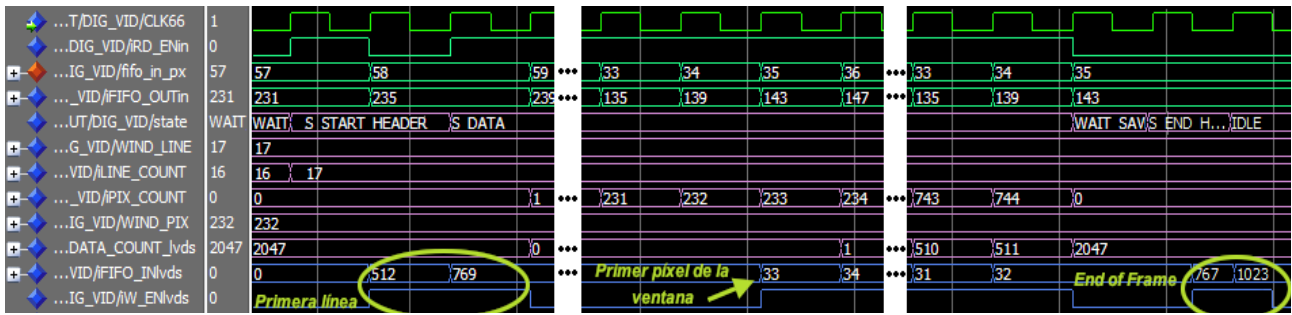 ...T/DIG_VID/CLK66 1
...DIG_VID/iRD_ENin 0
...IG_VID/fifo_in_px 57 57 58 59 ••• 33 34 35 36 ••• 33 34 35
..._VID/iFIFO_OUTin 231 231 235 239 ••• 135 139 143 147 ••• 135 139 143
...UT/DIG_VID/state WAIT WAIT S START HEADER S DATA WAIT SAV S END H... IDLE
...G_VID/WIND_LINE 17 17
...VID/iLINE_COUNT 16 16 17
..._VID/iPIX_COUNT 0 0 1 ••• 231 232 233 234 ••• 743 744 0
...IG_VID/WIND_PIX 232 232
...DATA_COUNT_lvds 2047 2047 0 ••• 1 ••• 510 511 2047
...VID/iFIFO_INlvds 0 0 512 769 ••• Primer píxel de la 33 34 ••• 31 32 End of Frame 767 1023
...IG_VID/iW_ENlvds 0 Primera línea ventana